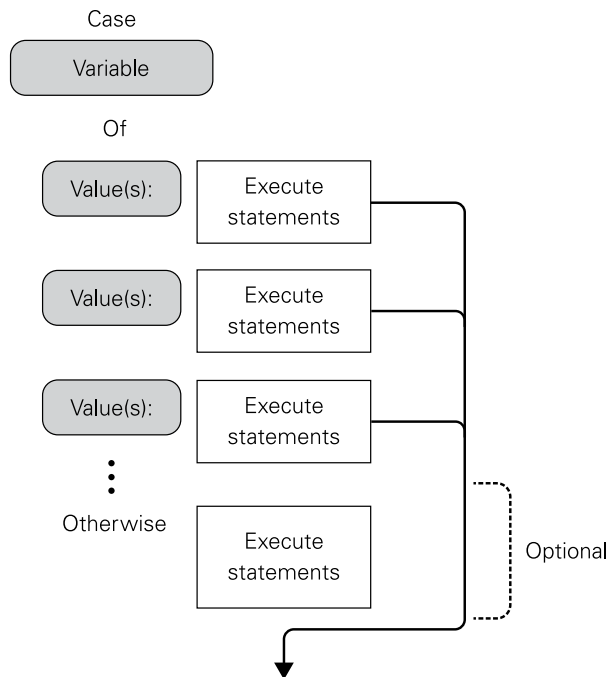 Case
Variable
Of
Value(s):
Execute
statements
Value(s):
Execute
statements
Value(s):
Execute
statements
Otherwise
Execute
statements
Optional